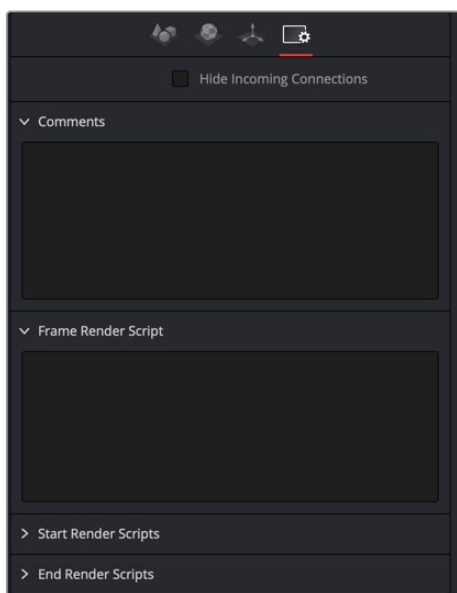 Hide Incoming Connections
Comments
Frame Render Script
Start Render Scripts
End Render Scripts